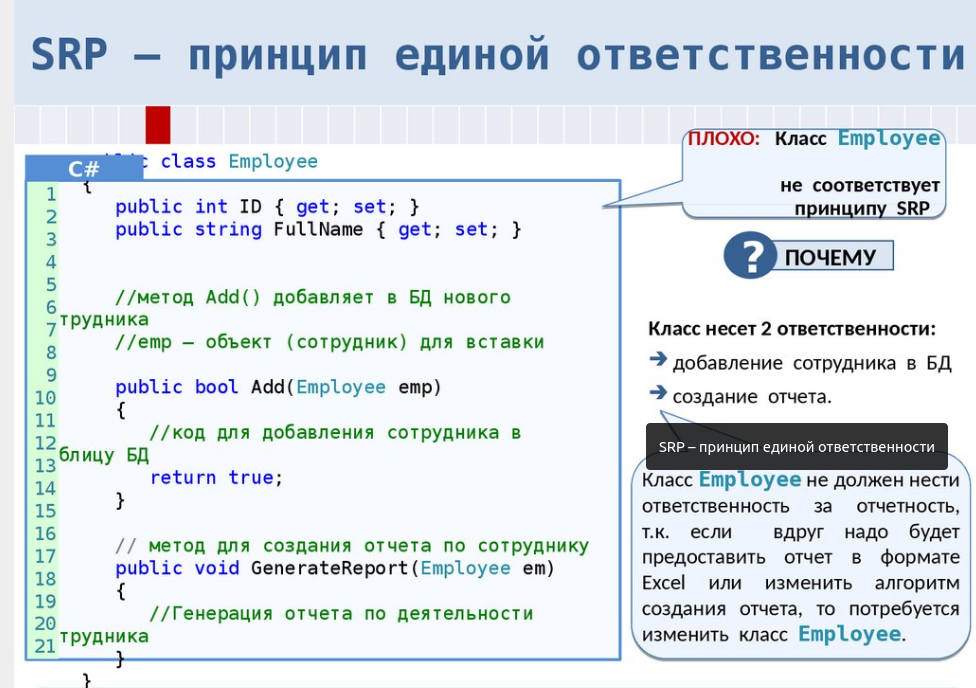 SRP – принцип единой ответственности
C#
class Employee
{
public int ID { get; set; }
public string FullName { get; set; }
//метод Add() добавляет в БД нового
трудника
//emp – объект (сотрудник) для вставки
public bool Add(Employee emp)
{
//код для добавления сотрудника в
блицу БД
return true;
}
// метод для создания отчета по сотруднику
public void GenerateReport(Employee em)
{
//Генерация отчета по деятельности
трудника
}
}
1
2
3
4
5
6
7
8
9
10
11
12
13
14
15
16
17
18
19
20
21
ПЛОХО: Класс Employee
не соответствует
принципу SRP
?
ПОЧЕМУ
Класс несет 2 ответственности:
➔ добавление сотрудника в БД
➔ создание отчета.
SRP – принцип единой ответственности
Класс Employee не должен нести
ответственность за отчетность,
т.к. если вдруг надо будет
предоставить отчет в формате
Excel или изменить алгоритм
создания отчета, то потребуется
изменить класс Employee.